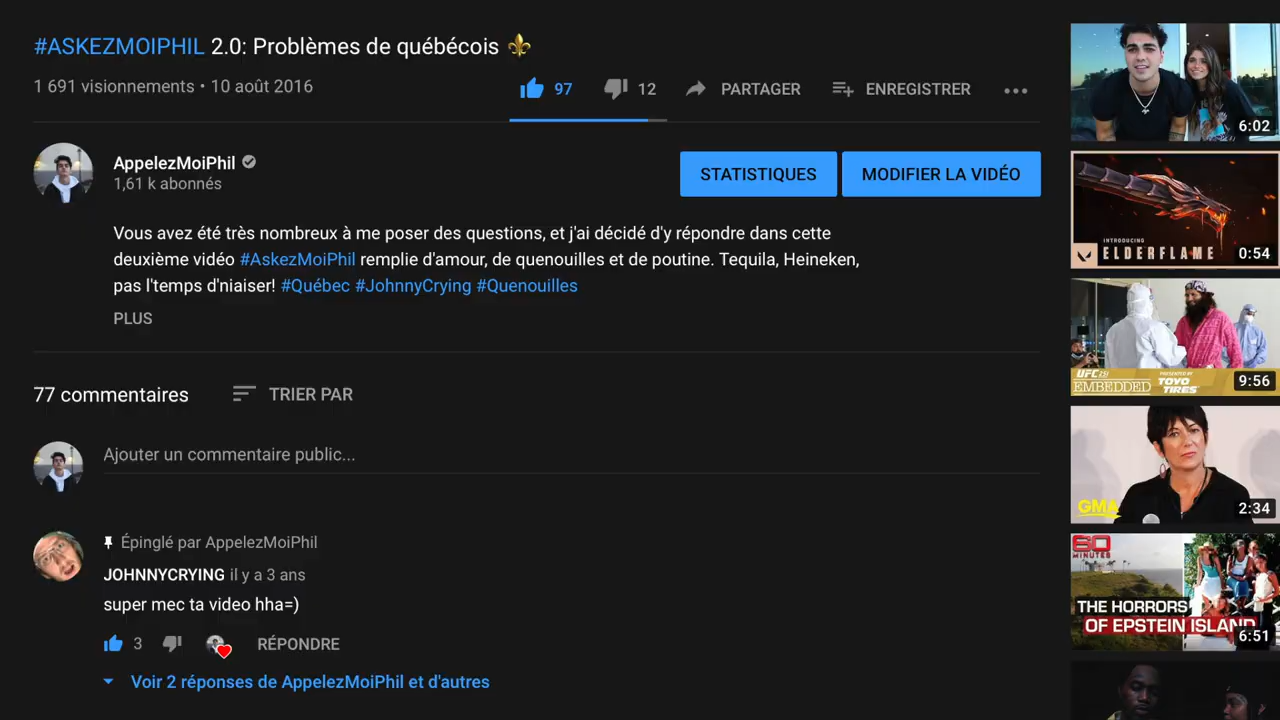 #ASKEZMOIPHIL 2.0: Problèmes de québécois ⚜️
1 691 visionnements • 10 août 2016
97
12
PARTAGER
ENREGISTRER
AppelezMoiPhil
1,61 k abonnés
STATISTIQUES
MODIFIER LA VIDÉO
Vous avez été très nombreux à me poser des questions, et j'ai décidé d'y répondre dans cette
deuxième vidéo #AskezMoiPhil remplie d'amour, de quenouilles et de poutine. Tequila, Heineken,
pas l'temps d'niaiser! #Québec #JohnnyCrying #Quenouilles
PLUS
77 commentaires
TRIER PAR
Ajouter un commentaire public...
Épinglé par AppelezMoiPhil
JOHNNYCRYING il y a 3 ans
super mec ta video hha=)
3
RÉPONDRE
Voir 2 réponses de AppelezMoiPhil et d'autres
6:02
INTRODUCING
ELDERFLAME
0:54
UFC 251
EMBEDDED
PRESENTED BY
TOYO
TIRES
9:56
GMA
2:34
60
MINUTES
THE HORRORS
OF EPSTEIN ISLAND
6:51